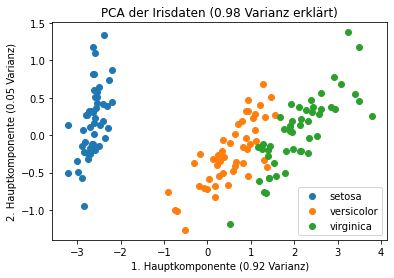 PCA der Irisdaten (0.98 Varianz erklärt)
2. Hauptkomponente (0.05 Varianz)
1.5
1.0
0.5
0.0
−0.5
−1.0
setosa
versicolor
virginica
−3 −2 −1 0 1 2 3 4
1. Hauptkomponente (0.92 Varianz)